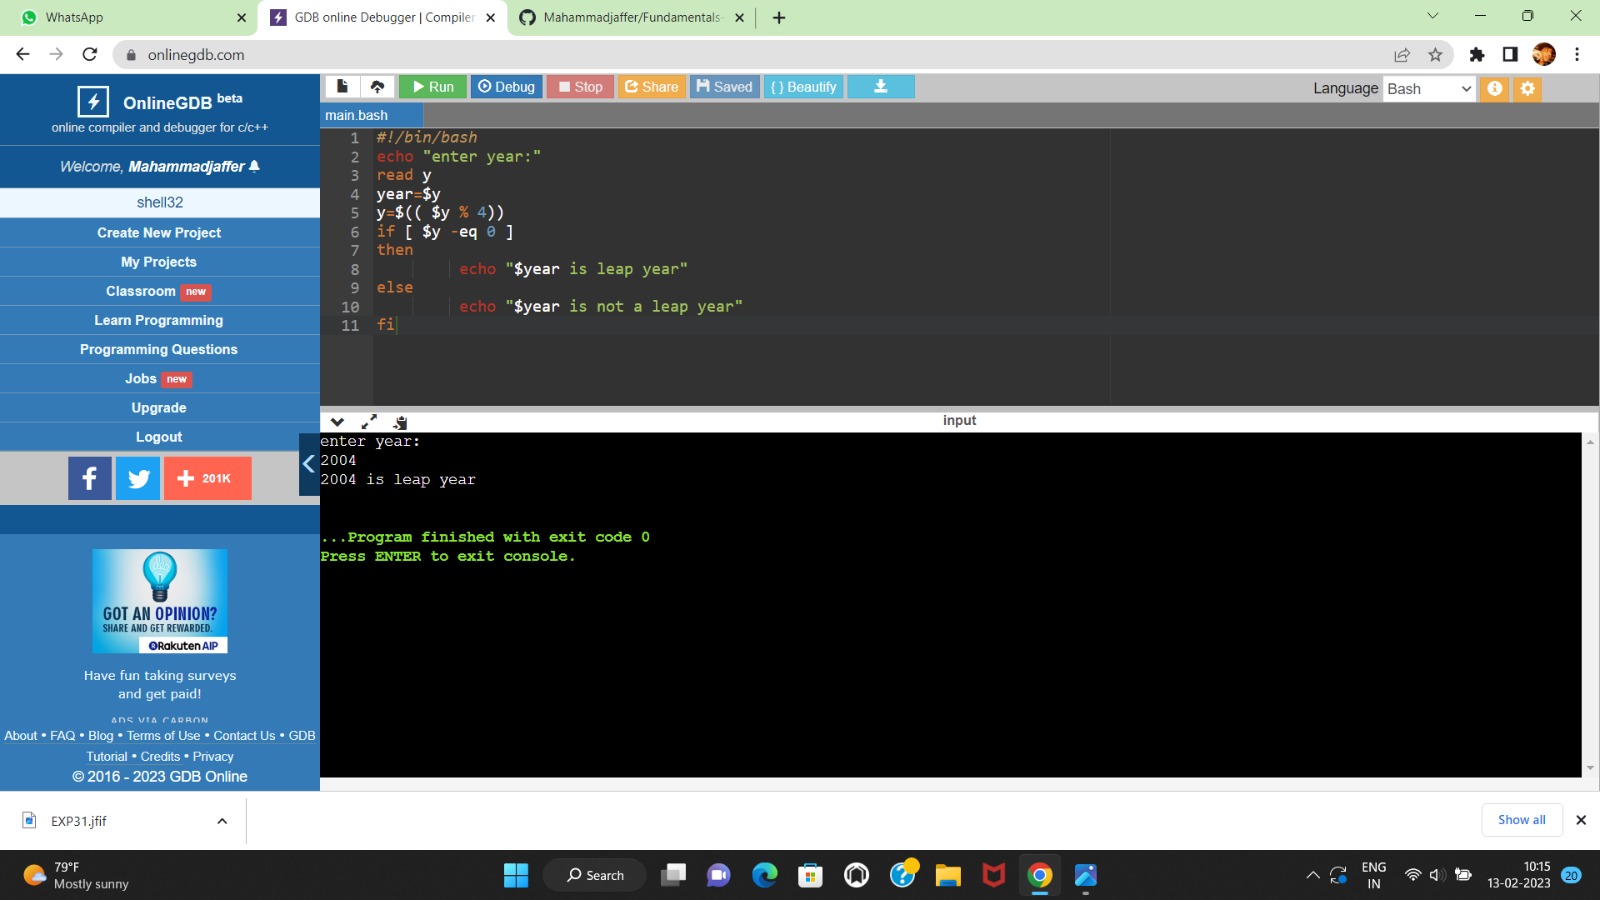 WhatsApp
GDB online Debugger | Compiler
Mahammadjaffer/Fundamentals-
onlinegdb.com
OnlineGDB beta
online compiler and debugger for c/c++
Welcome, Mahammadjaffer
shell32
Create New Project
My Projects
Classroom new
Learn Programming
Programming Questions
Jobs new
Upgrade
Logout
201K
GOT AN OPINION?
SHARE AND GET REWARDED.
Rakuten AIP
Have fun taking surveys
and get paid!
ADS VIA CARBON
About • FAQ • Blog • Terms of Use • Contact Us • GDB
Tutorial • Credits • Privacy
© 2016 - 2023 GDB Online
Run Debug Stop Share Saved { } Beautify
Language Bash
main.bash
1 #!/bin/bash
2 echo "enter year:"
3 read y
4 year=$y
5 y=$(( $y % 4))
6 if [ $y -eq 0 ]
7 then
8 echo "$year is leap year"
9 else
10 echo "$year is not a leap year"
11 fi
input
enter year:
2004
2004 is leap year
...Program finished with exit code 0
Press ENTER to exit console.
EXP31.jfif
Show all
79°F
Mostly sunny
Search
ENG
IN
10:15
13-02-2023
20